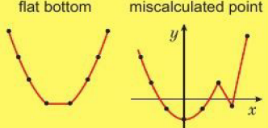 flat bottom
miscalculated point
y
x